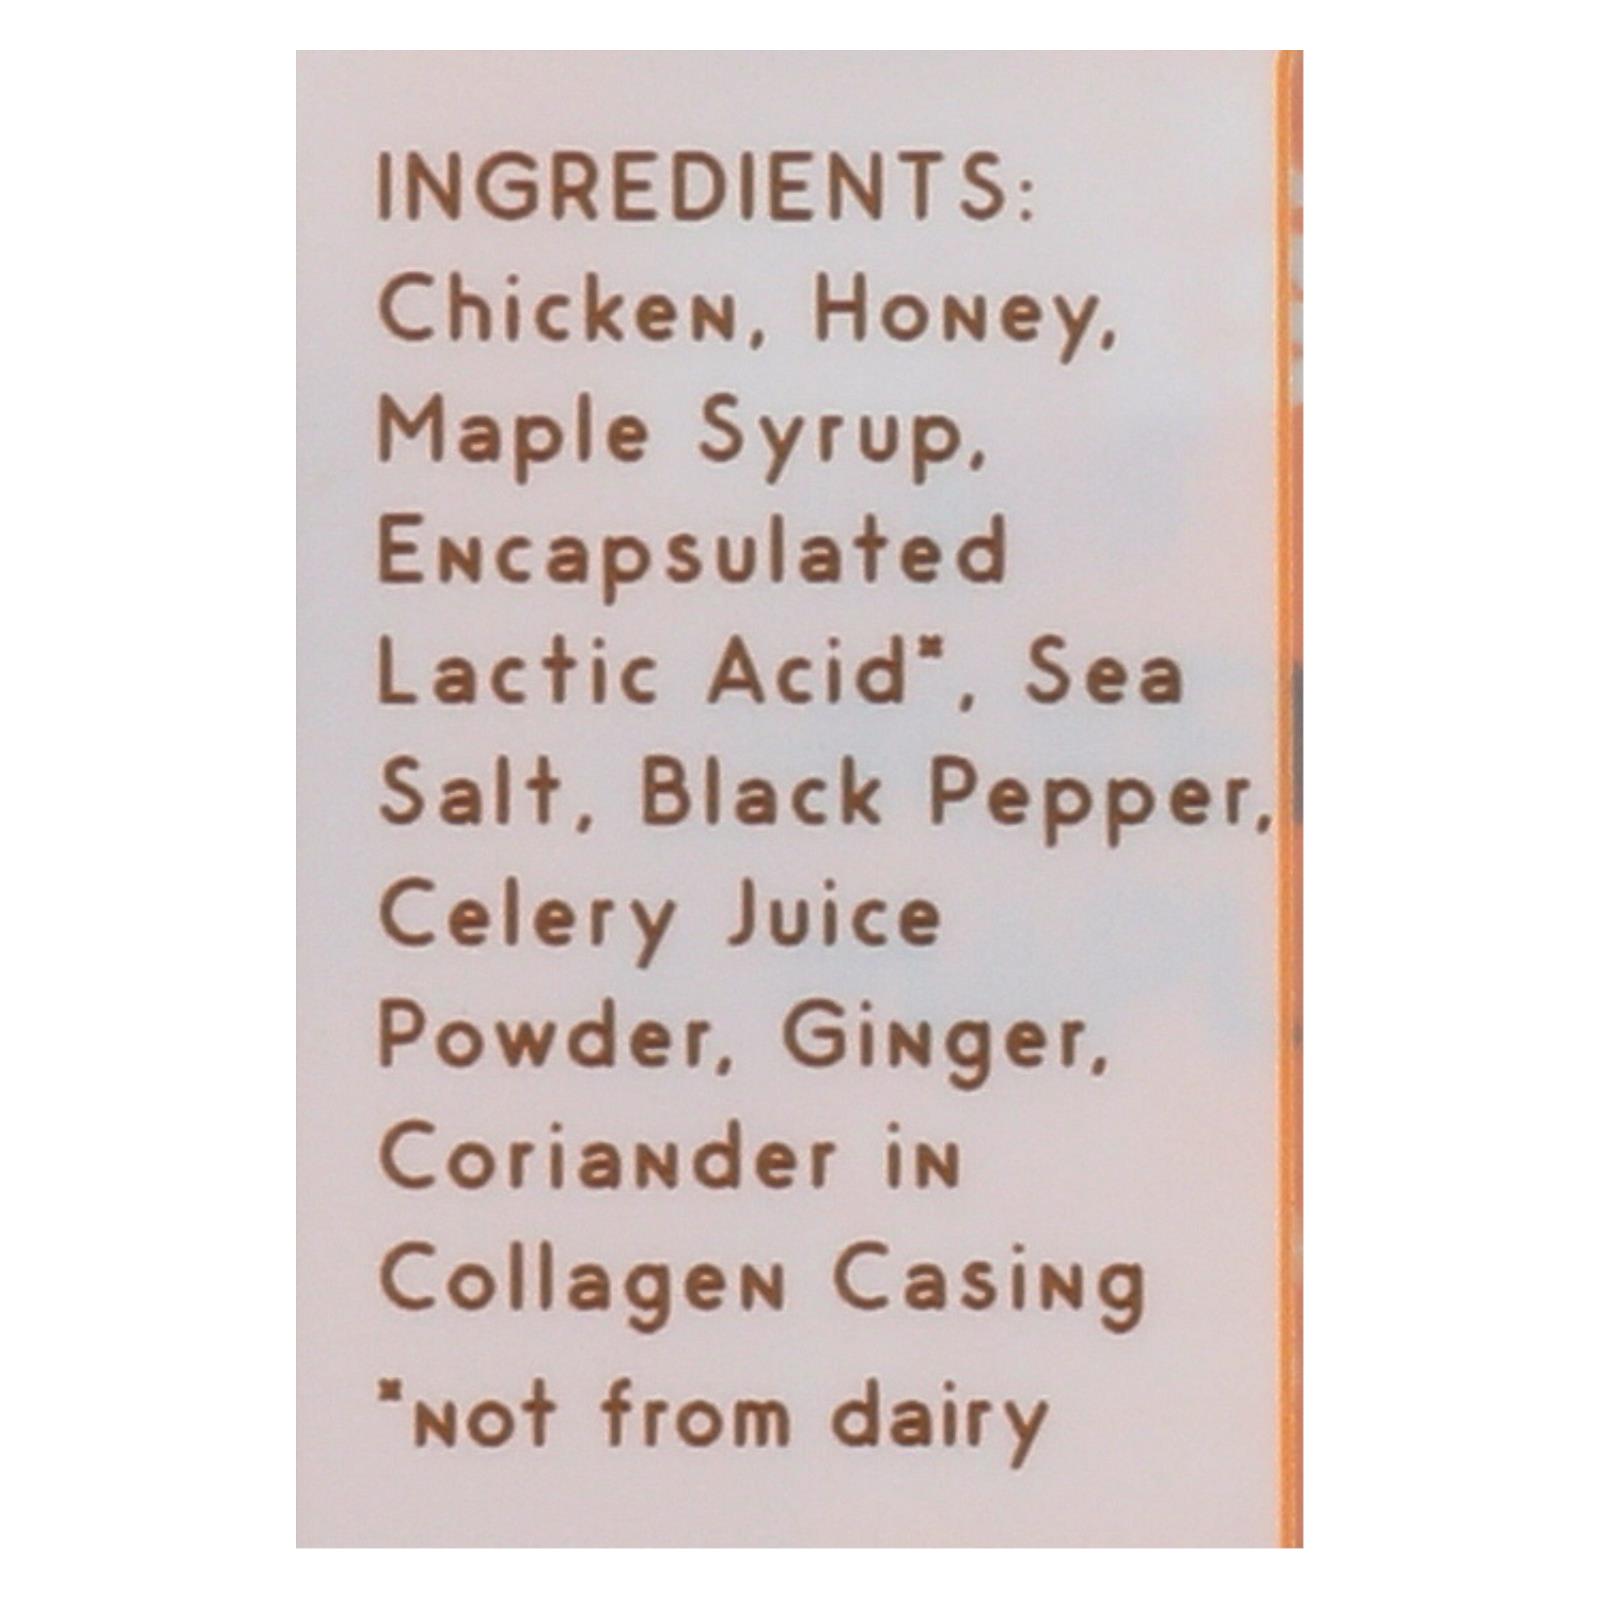 INGREDIENTS:
Chicken, Honey,
Maple Syrup,
Encapsulated
Lactic Acid*, Sea
Salt, Black Pepper,
Celery Juice
Powder, Ginger,
Coriander in
Collagen Casing
*not from dairy